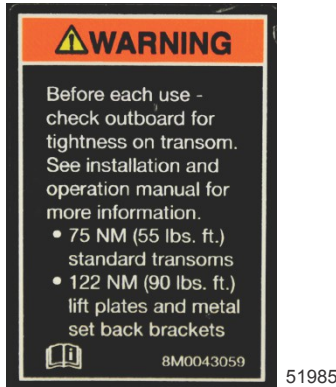 WARNING
Before each use -
check outboard for
tightness on transom.
See installation and
operation manual for
more information.
• 75 NM (55 lbs. ft.)
standard transoms
• 122 NM (90 lbs. ft.)
lift plates and metal
set back brackets
8M0043059
51985